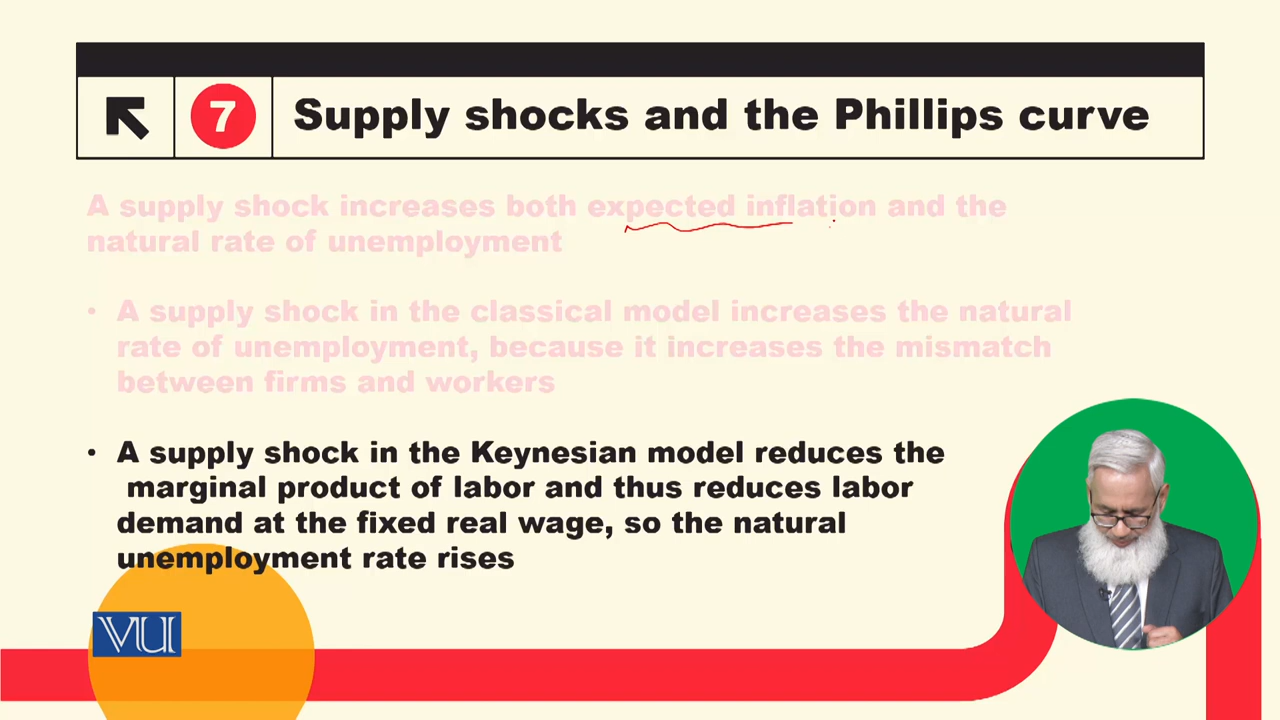 7
Supply shocks and the Phillips curve
A supply shock increases both expected inflation and the
natural rate of unemployment
• A supply shock in the classical model increases the natural
rate of unemployment, because it increases the mismatch
between firms and workers
• A supply shock in the Keynesian model reduces the
marginal product of labor and thus reduces labor
demand at the fixed real wage, so the natural
unemployment rate rises
VU